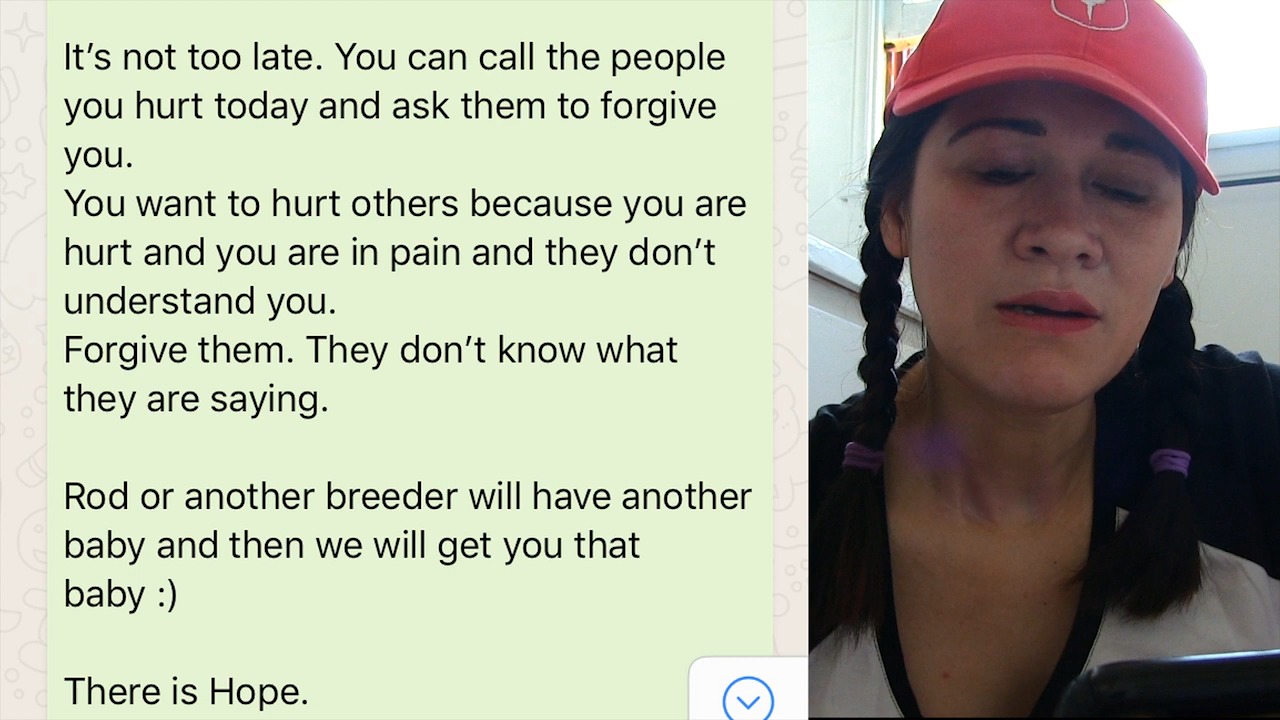 It’s not too late. You can call the people
you hurt today and ask them to forgive
you.
You want to hurt others because you are
hurt and you are in pain and they don’t
understand you.
Forgive them. They don’t know what
they are saying.
Rod or another breeder will have another
baby and then we will get you that
baby :)
There is Hope.